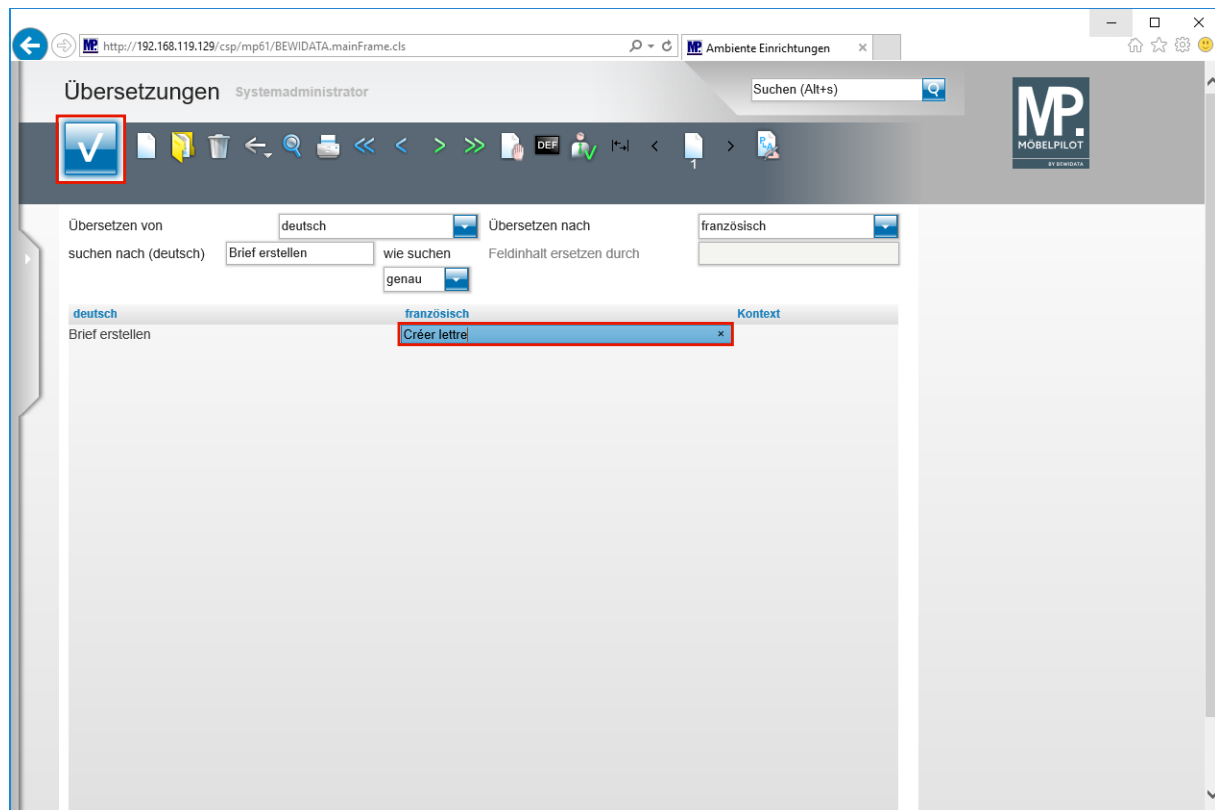 http://192.168.119.129/csp/mp61/BEWIDATA.mainFrame.cls
MP. Ambiente Einrichtungen
Übersetzungen Systemadministrator
Suchen (Alt+s)
MP.
MÖBELPILOT
BY BEWIDATA
DEF
1
Übersetzen von deutsch Übersetzen nach französisch
suchen nach (deutsch) Brief erstellen wie suchen Feldinhalt ersetzen durch
genau
deutsch französisch Kontext
Brief erstellen Créer lettre